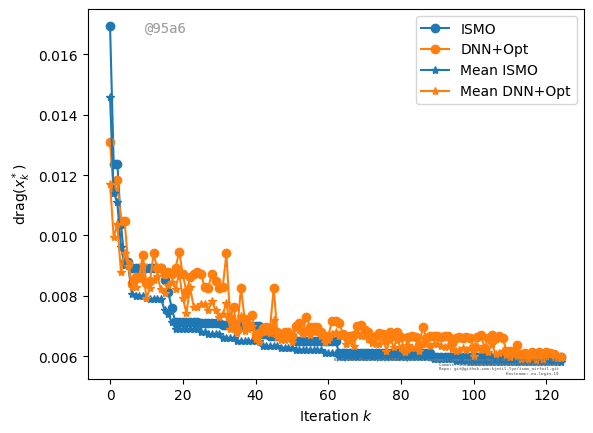 @95a6
ISMO
DNN+Opt
Mean ISMO
Mean DNN+Opt
drag(x*k)
0.016
0.014
0.012
0.010
0.008
0.006
0 20 40 60 80 100 120
Iteration k